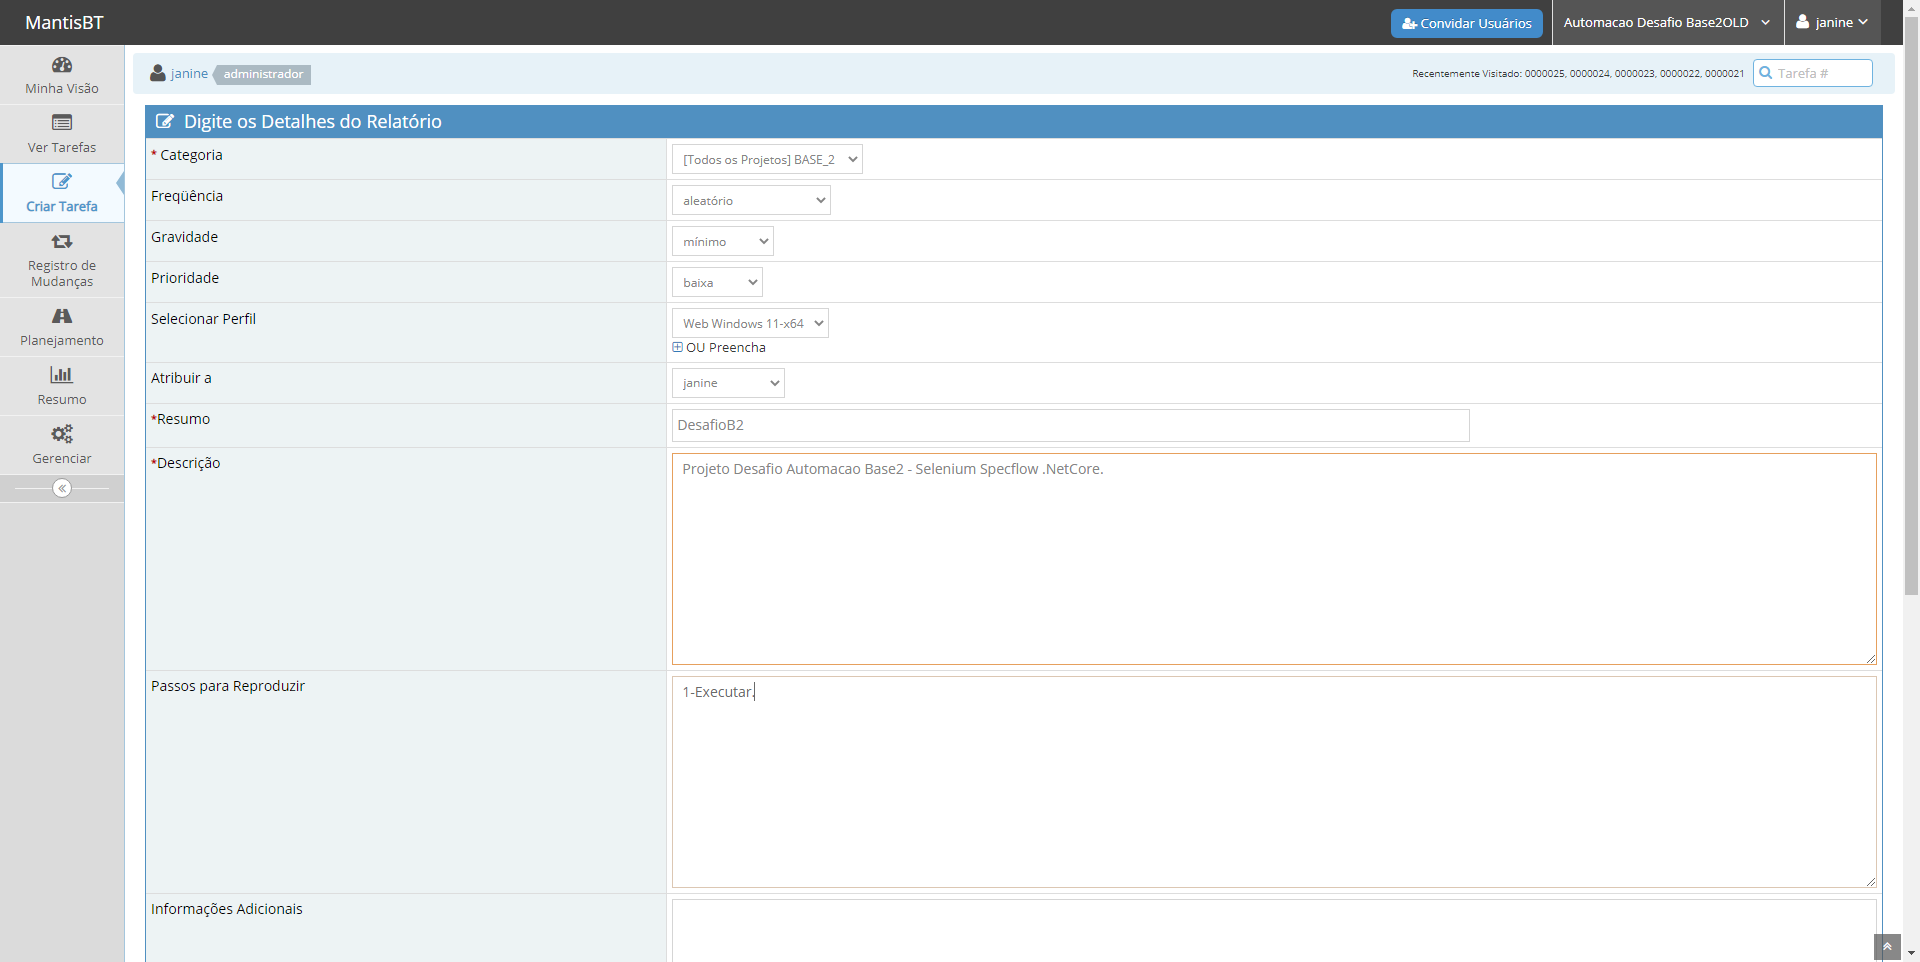 MantisBT
Convidar Usuários
Automacao Desafio Base2OLD
janine
janine
administrador
Recentemente Visitado: 0000025, 0000024, 0000023, 0000022, 0000021
Tarefa #
Minha Visão
Ver Tarefas
Criar Tarefa
Registro de
Mudanças
Planejamento
Resumo
Gerenciar
Digite os Detalhes do Relatório
* Categoria
[Todos os Projetos] BASE_2
Freqüência
aleatório
Gravidade
mínimo
Prioridade
baixa
Selecionar Perfil
Web Windows 11-x64
OU Preencha
Atribuir a
janine
*Resumo
DesafioB2
*Descrição
Projeto Desafio Automacao Base2 - Selenium Specflow .NetCore.
Passos para Reproduzir
1-Executar.
Informações Adicionais